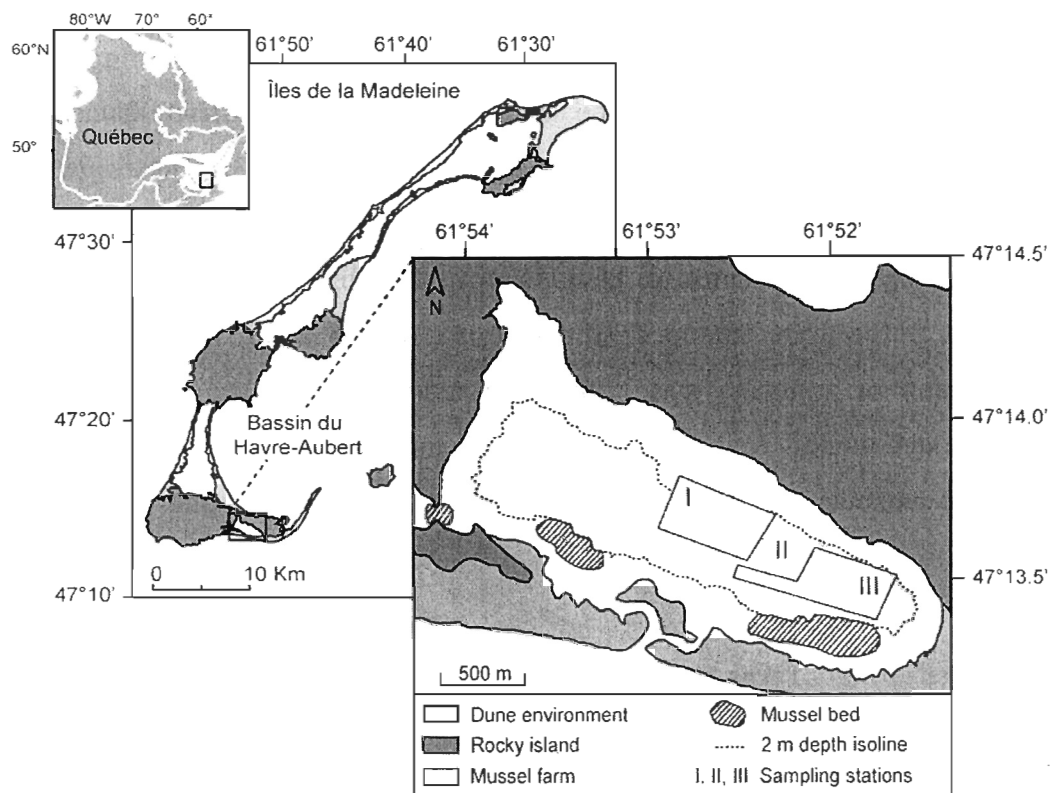 80°W 70° 60°
60°N
50°
Québec
61°50' 61°40' 61°30'
Îles de la Madeleine
47°30'
47°20'
47°10'
Bassin du
Havre-Aubert
0 10 Km
61°54' 61°53' 61°52'
47°14.5'
47°14.0'
47°13.5'
N
I
II
III
500 m
Dune environment
Rocky island
Mussel farm
Mussel bed
2 m depth isoline
I, II, III Sampling stations